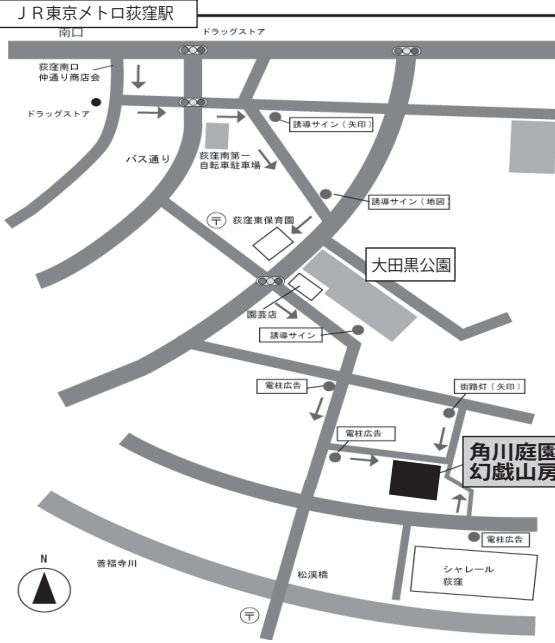 ＪＲ東京メトロ荻窪駅
南口
ドラッグストア
荻窪南口
仲通り商店会
ドラッグストア
誘導サイン（矢印）
バス通り
荻窪南第一
自転車駐車場
誘導サイン（地図）
〒
荻窪東保育園
大田黒公園
園芸店
誘導サイン
電柱広告
街路灯（矢印）
電柱広告
角川庭園
幻戯山房
電柱広告
N
善福寺川
松渓橋
シャレール
荻窪
〒